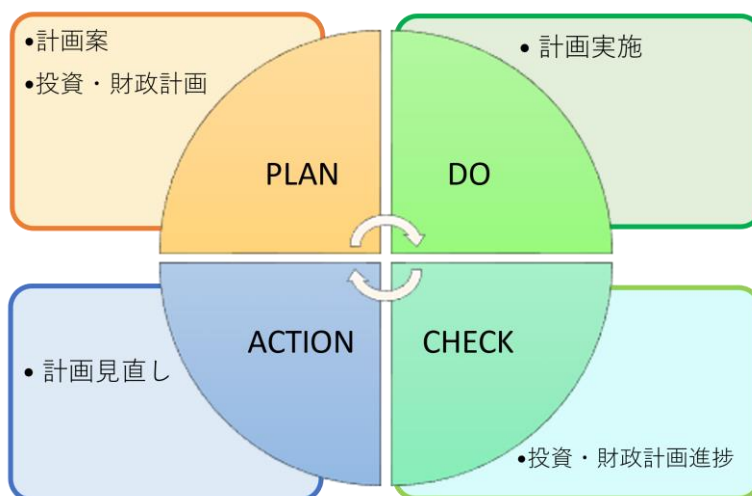 •計画案
•投資・財政計画
• 計画実施
PLAN
DO
ACTION
CHECK
• 計画見直し
•投資・財政計画進捗